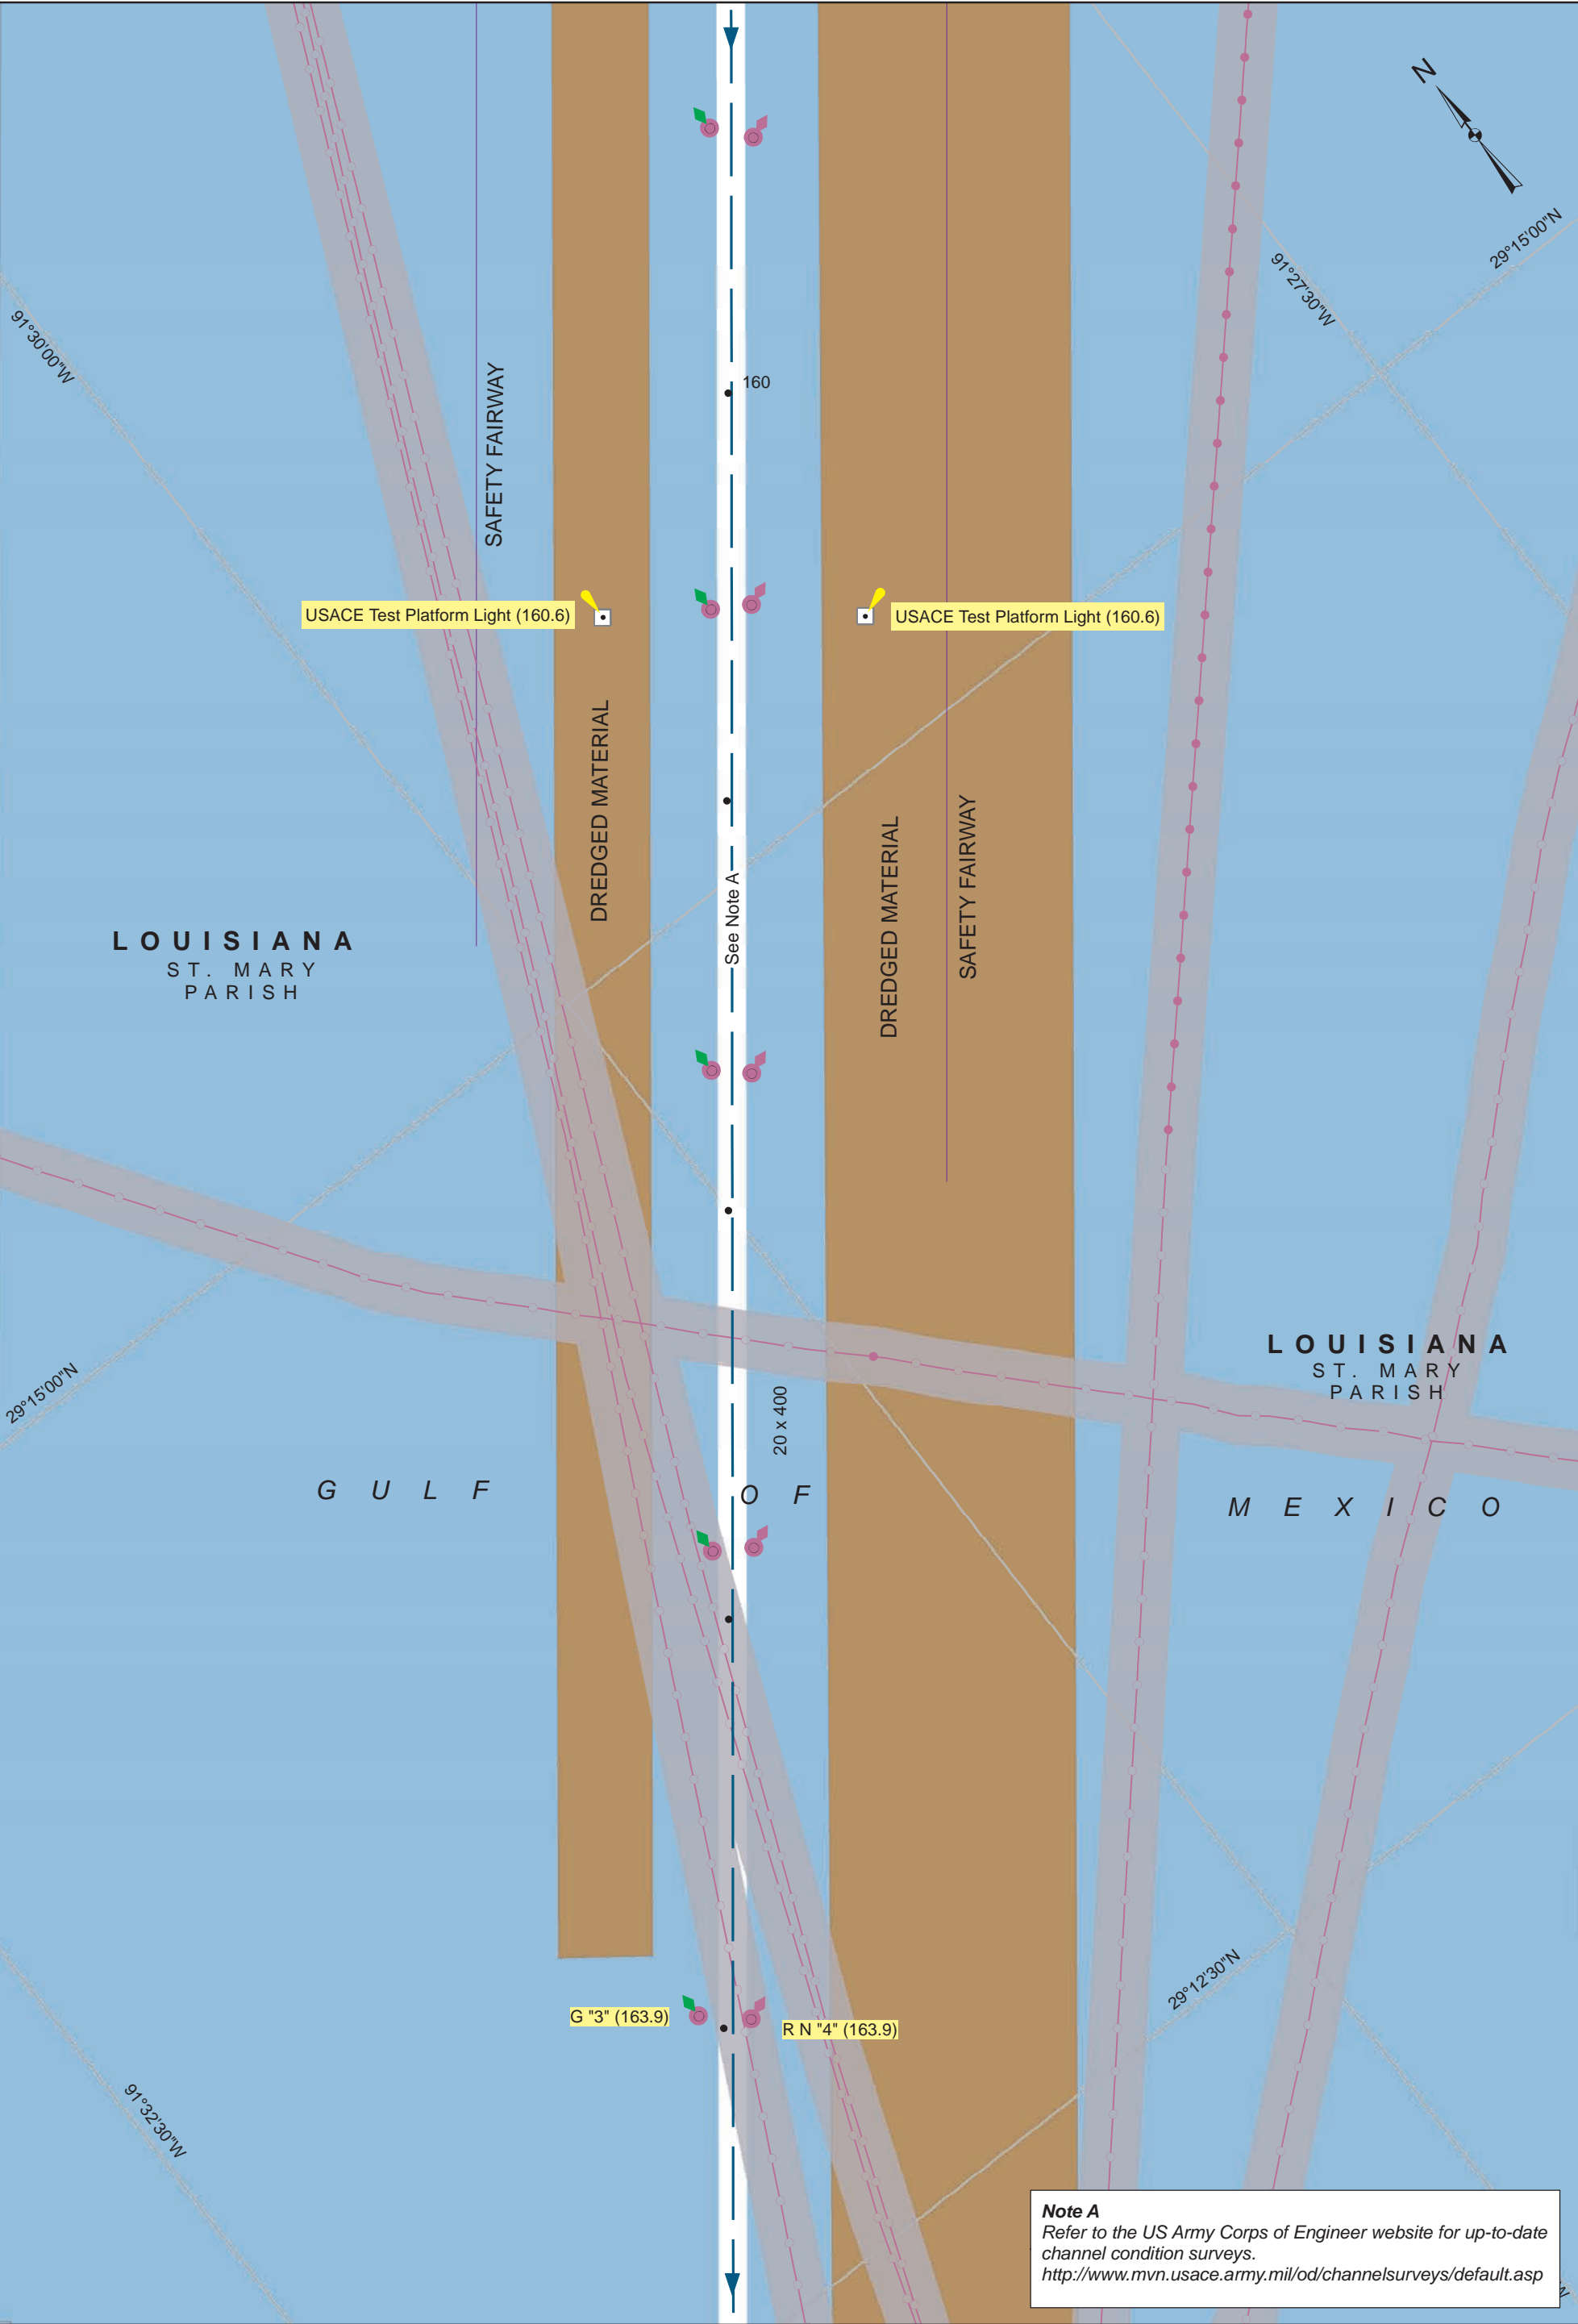 N
29°15'00"N
91°27'30"W
91°30'00"W
160
SAFETY FAIRWAY
USACE Test Platform Light (160.6)
USACE Test Platform Light (160.6)
DREDGED MATERIAL
DREDGED MATERIAL
SAFETY FAIRWAY
See Note A
LOUISIANA
ST. MARY
PARISH
LOUISIANA
ST. MARY
PARISH
29°15'00"N
20 x 400
GULF OF MEXICO
29°12'30"N
G "3" (163.9)
R N "4" (163.9)
91°32'30"W
Note A
Refer to the US Army Corps of Engineer website for up-to-date
channel condition surveys.
http://www.mvn.usace.army.mil/od/channelsurveys/default.asp